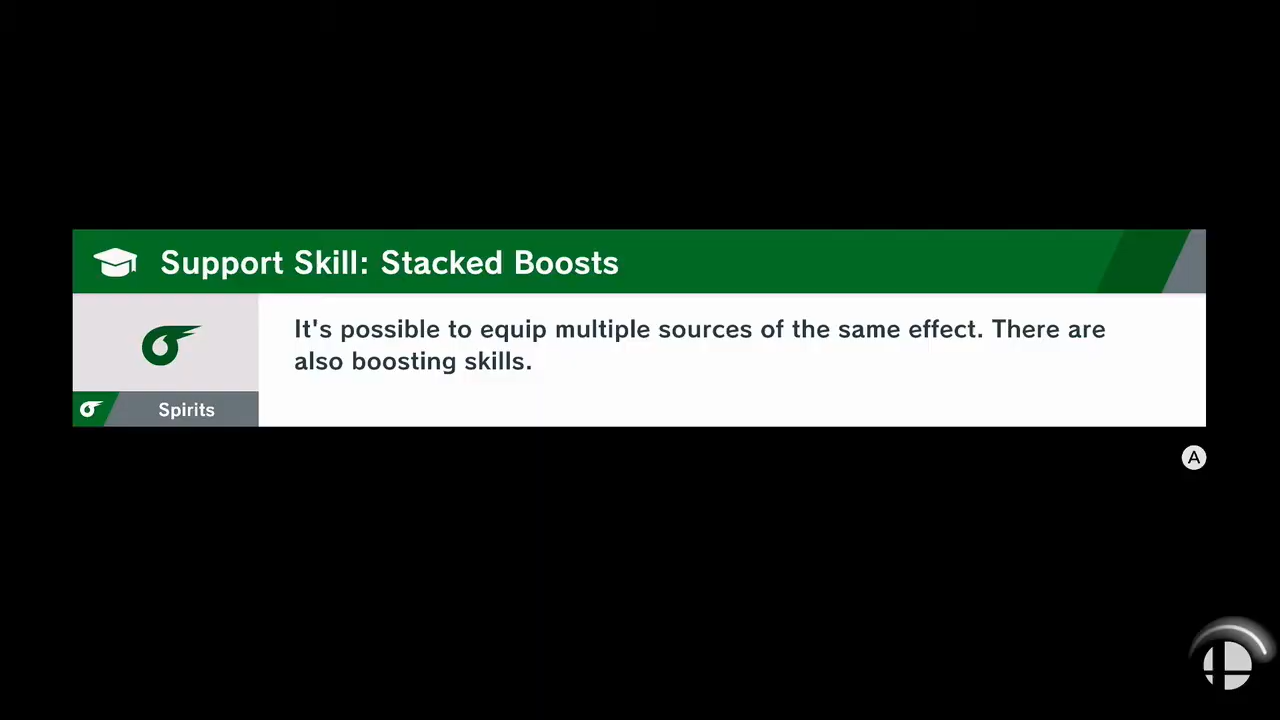 Support Skill: Stacked Boosts
It's possible to equip multiple sources of the same effect. There are
also boosting skills.
Spirits
A